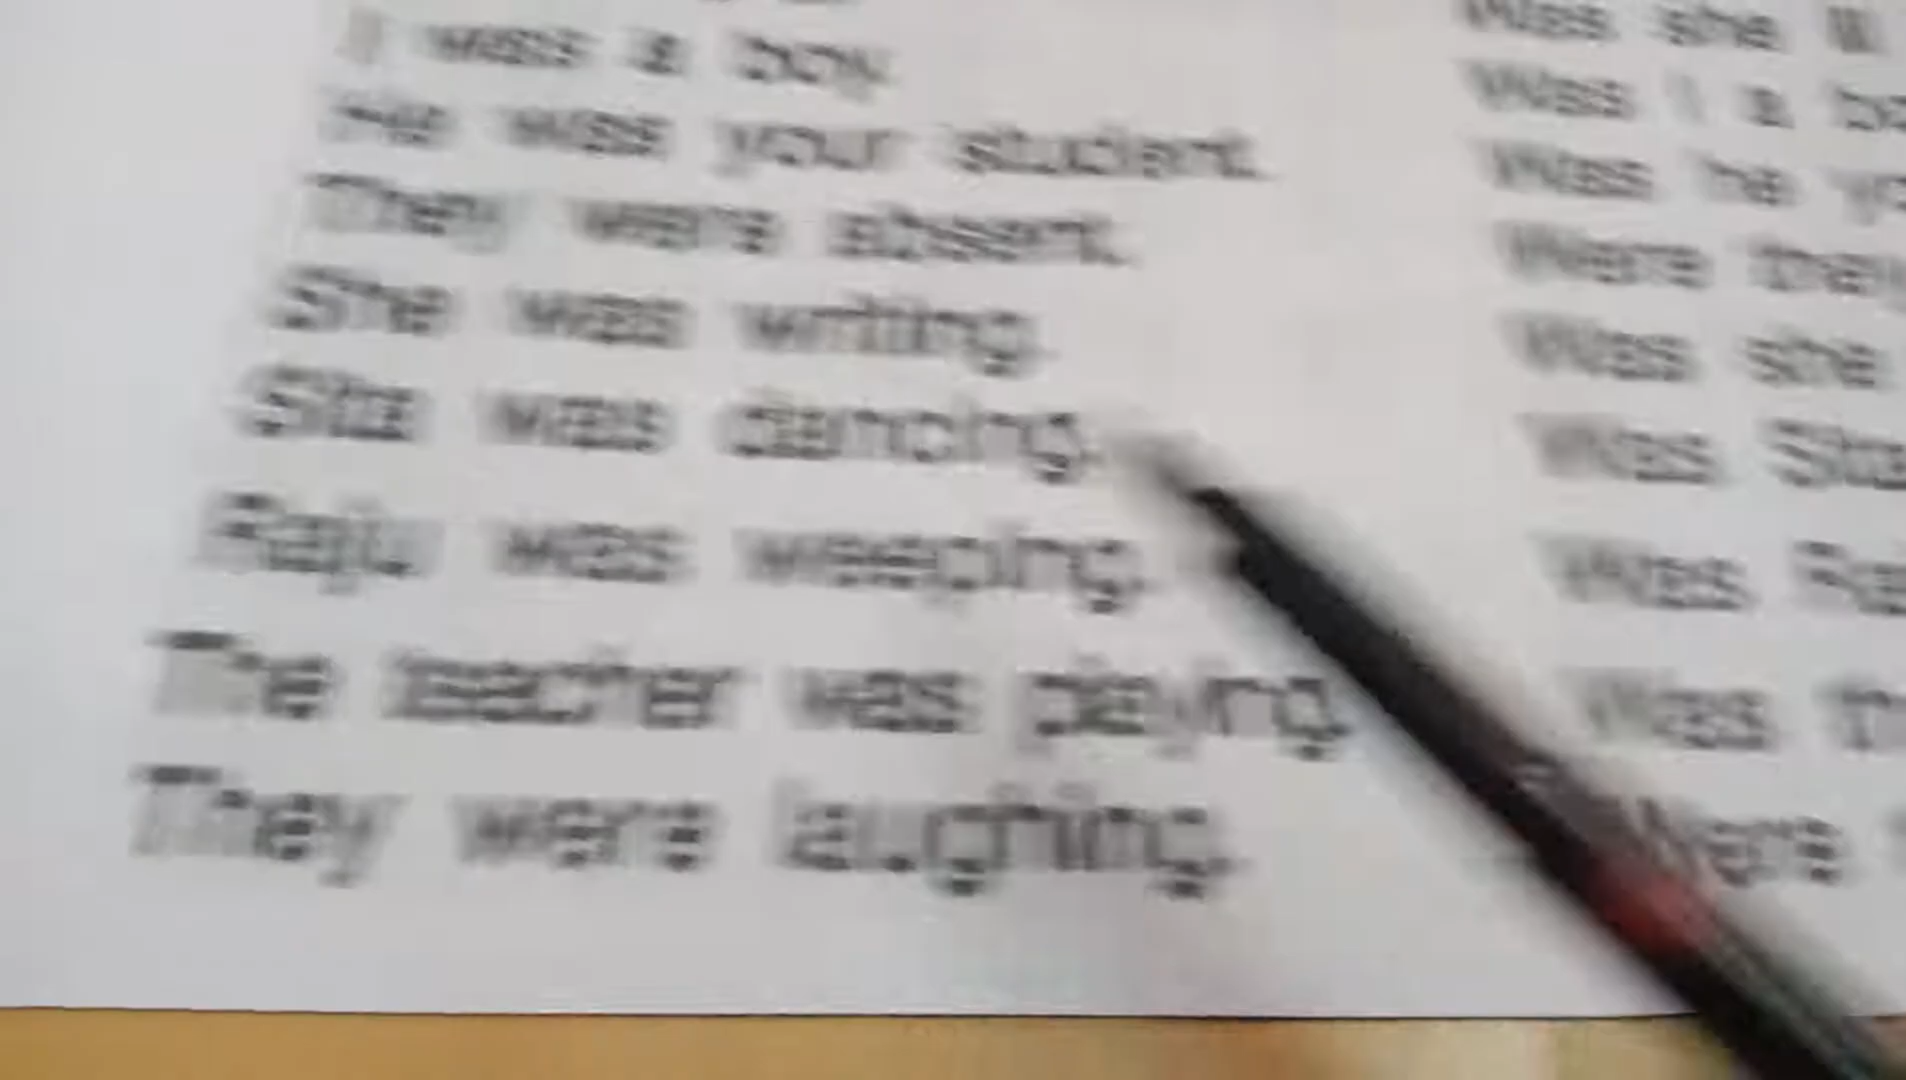 I was a boy.
He was your student.
They were absent.
She was writing.
Sita was dancing.
Raju was weeping.
The teacher was playing.
They were laughing.
Was she ill
Was I a
Was he
Were they
Was she
Was Sita
Was
Was
Were